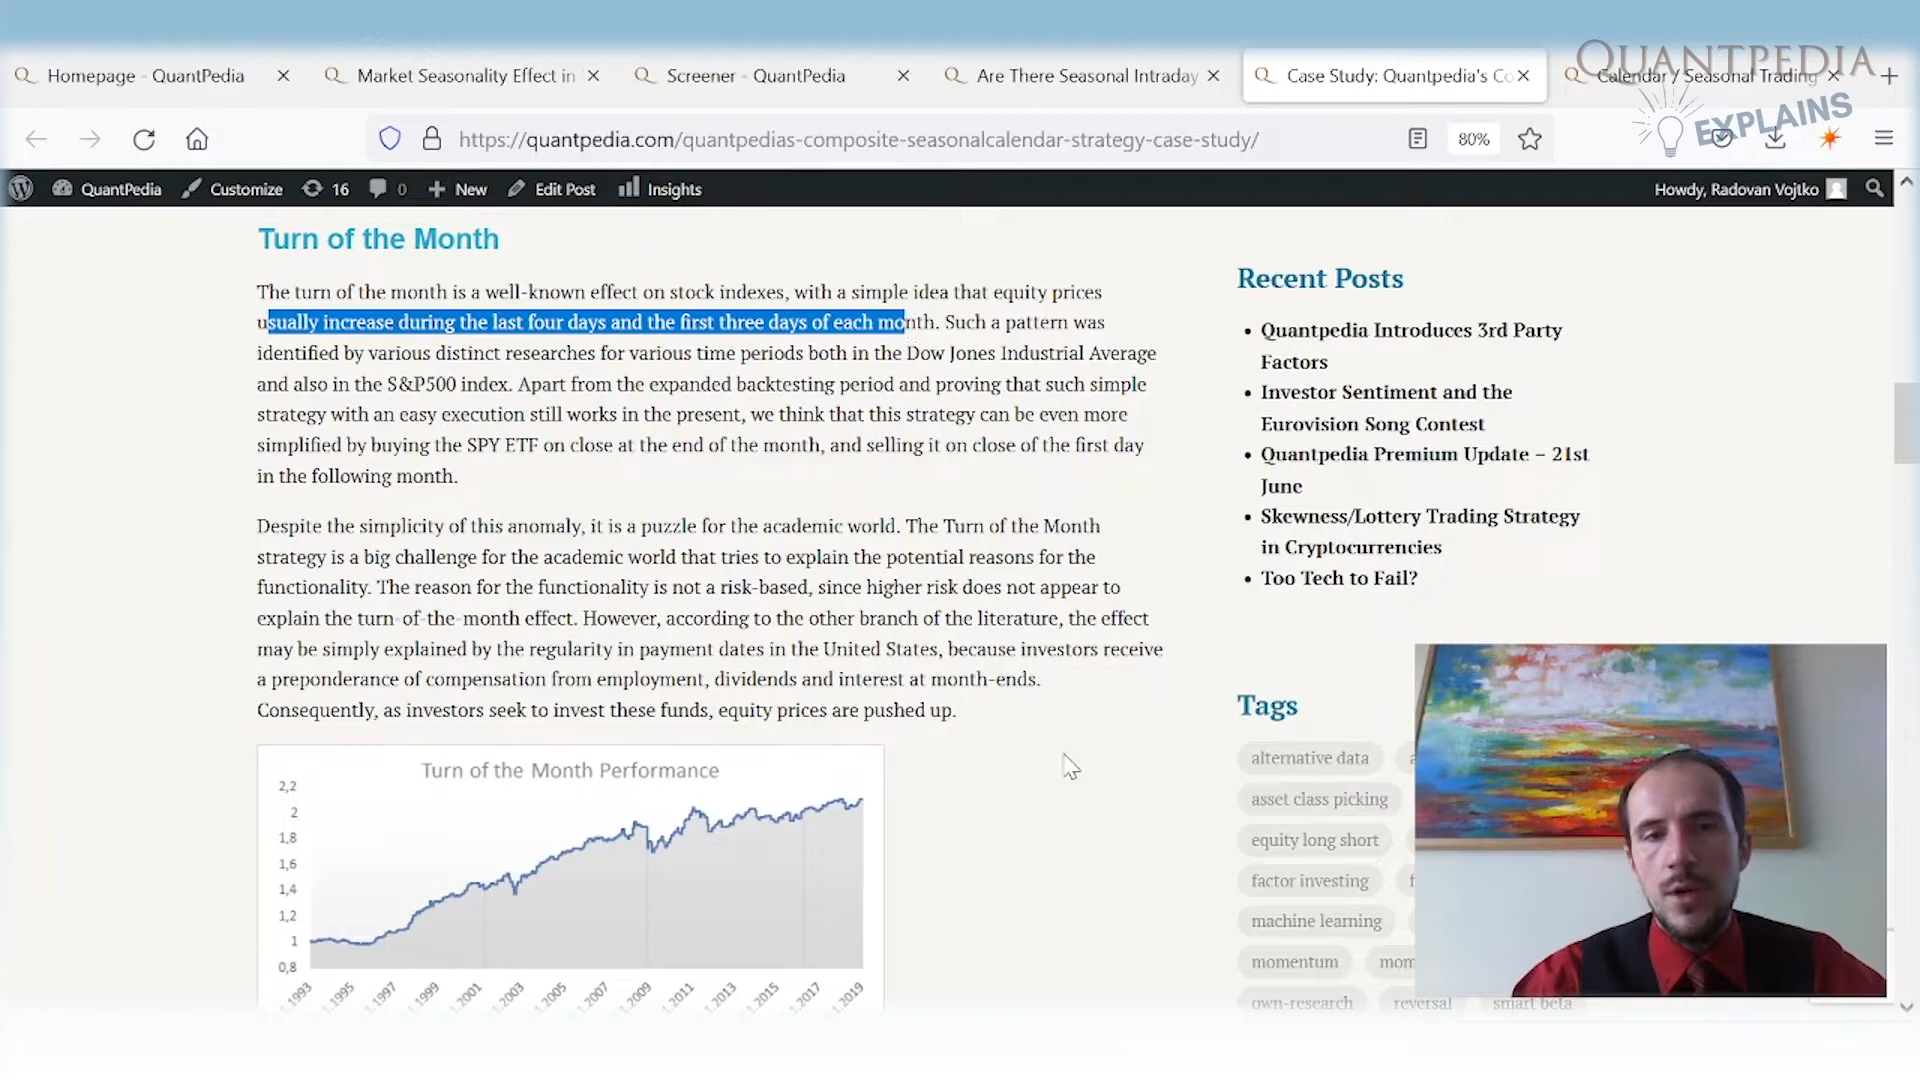 QUANTPEDIA
EXPLAINS
Homepage - QuantPedia
Market Seasonality Effect in
Screener - QuantPedia
Are There Seasonal Intraday
Case Study: Quantpedia's Co
Calendar / Seasonal Trading
https://quantpedia.com/quantpedias-composite-seasonalcalendar-strategy-case-study/
80%
QuantPedia
Customize
16
0
New
Edit Post
Insights
Howdy, Radovan Vojtko
Turn of the Month
The turn of the month is a well-known effect on stock indexes, with a simple idea that equity prices
usually increase during the last four days and the first three days of each month. Such a pattern was
identified by various distinct researches for various time periods both in the Dow Jones Industrial Average
and also in the S&P500 index. Apart from the expanded backtesting period and proving that such simple
strategy with an easy execution still works in the present, we think that this strategy can be even more
simplified by buying the SPY ETF on close at the end of the month, and selling it on close of the first day
in the following month.
Despite the simplicity of this anomaly, it is a puzzle for the academic world. The Turn of the Month
strategy is a big challenge for the academic world that tries to explain the potential reasons for the
functionality. The reason for the functionality is not a risk-based, since higher risk does not appear to
explain the turn-of-the-month effect. However, according to the other branch of the literature, the effect
may be simply explained by the regularity in payment dates in the United States, because investors receive
a preponderance of compensation from employment, dividends and interest at month-ends.
Consequently, as investors seek to invest these funds, equity prices are pushed up.
Turn of the Month Performance
2,2
2
1,8
1,6
1,4
1,2
1
0,8
.1993
.1995
.1997
.1999
.2001
.2003
.2005
.2007
.2009
.2011
.2013
.2015
.2017
.2019
Recent Posts
Quantpedia Introduces 3rd Party
Factors
Investor Sentiment and the
Eurovision Song Contest
Quantpedia Premium Update – 21st
June
Skewness/Lottery Trading Strategy
in Cryptocurrencies
Too Tech to Fail?
Tags
alternative data
asset class picking
equity long short
factor investing
machine learning
momentum
mom
own-research
reversal
smart beta